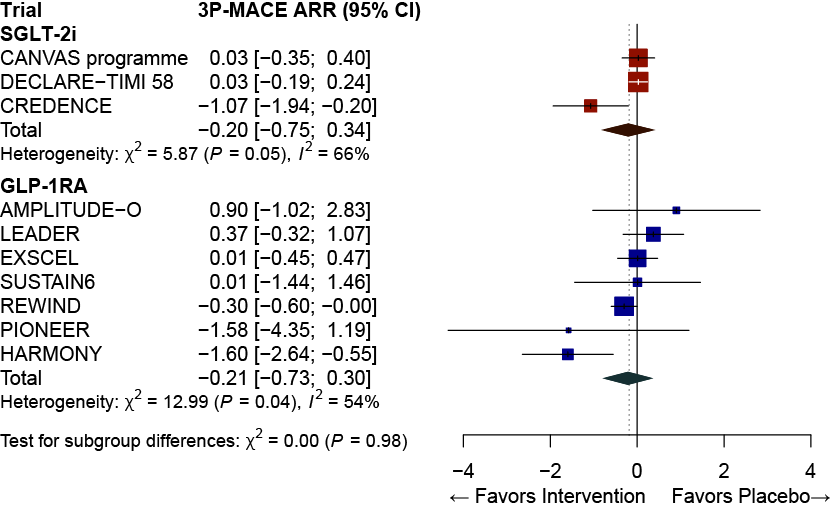 Trial 3P-MACE ARR (95% CI)
SGLT-2i
CANVAS programme 0.03 [−0.35; 0.40]
DECLARE−TIMI 58 0.03 [−0.19; 0.24]
CREDENCE −1.07 [−1.94; −0.20]
Total −0.20 [−0.75; 0.34]
Heterogeneity: χ² = 5.87 (P = 0.05), I² = 66%
GLP-1RA
AMPLITUDE−O 0.90 [−1.02; 2.83]
LEADER 0.37 [−0.32; 1.07]
EXSCEL 0.01 [−0.45; 0.47]
SUSTAIN6 0.01 [−1.44; 1.46]
REWIND −0.30 [−0.60; −0.00]
PIONEER −1.58 [−4.35; 1.19]
HARMONY −1.60 [−2.64; −0.55]
Total −0.21 [−0.73; 0.30]
Heterogeneity: χ² = 12.99 (P = 0.04), I² = 54%
Test for subgroup differences: χ² = 0.00 (P = 0.98)
−4 −2 0 2 4
← Favors Intervention Favors Placebo→